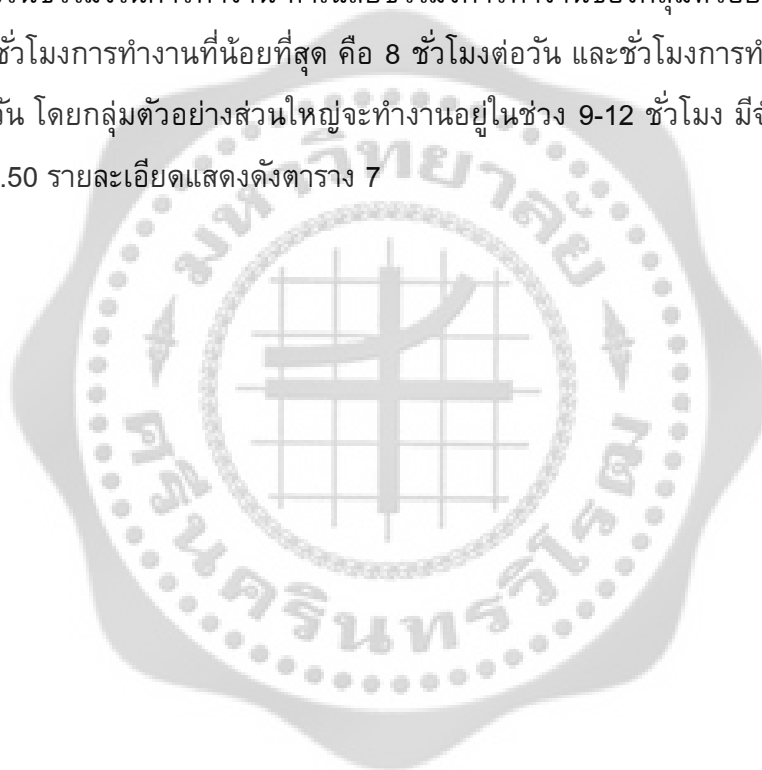 ชั่วโมงการทำงานที่น้อยที่สุด คือ 8 ชั่วโมงต่อวัน และชั่วโมงการทำ
วัน โดยกลุ่มตัวอย่างส่วนใหญ่จะทำงานอยู่ในช่วง 9-12 ชั่วโมง มีจ
.50 รายละเอียดแสดงดังตาราง 7
มหาวิทยาลัย
ศรีนครินทรวิโรฒ